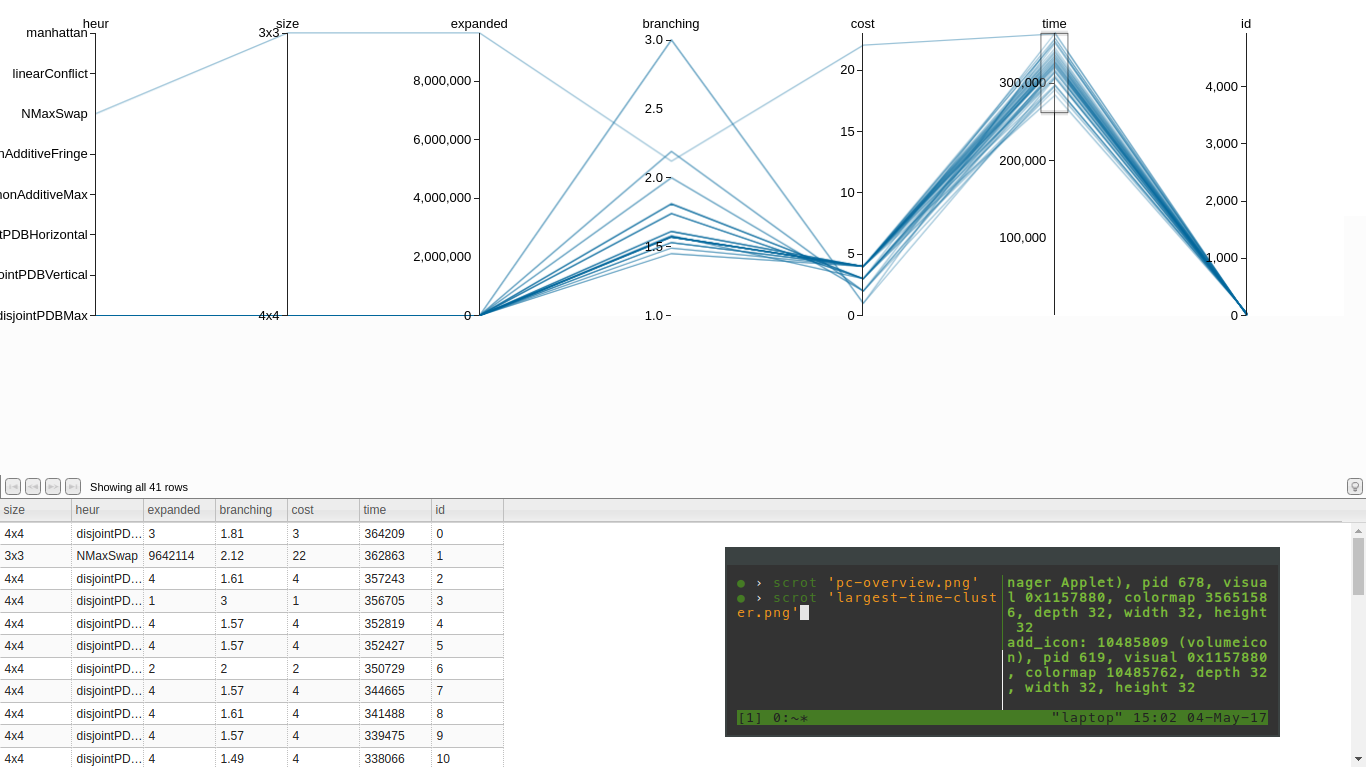 heur size expanded branching cost time id
manhattan
linearConflict
NMaxSwap
nAdditiveFringe
nonAdditiveMax
tPDBHorizontal
ointPDBVertical
disjointPDBMax
3x3
4x4
8,000,000
6,000,000
4,000,000
2,000,000
0
3.0
2.5
2.0
1.5
1.0
20
15
10
5
0
300,000
200,000
100,000
4,000
3,000
2,000
1,000
0
Showing all 41 rows
size heur expanded branching cost time id
4x4 disjointPD... 3 1.81 3 364209 0
3x3 NMaxSwap 9642114 2.12 22 362863 1
4x4 disjointPD... 4 1.61 4 357243 2
4x4 disjointPD... 1 3 1 356705 3
4x4 disjointPD... 4 1.57 4 352819 4
4x4 disjointPD... 4 1.57 4 352427 5
4x4 disjointPD... 2 2 2 350729 6
4x4 disjointPD... 4 1.57 4 344665 7
4x4 disjointPD... 4 1.61 4 341488 8
4x4 disjointPD... 4 1.57 4 339475 9
4x4 disjointPD... 4 1.49 4 338066 10
● › scrot 'pc-overview.png'
● › scrot 'largest-time-clust
er.png'
nager Applet), pid 678, visua
l 0x1157880, colormap 3565158
6, depth 32, width 32, height
32
add_icon: 10485809 (volumeico
n), pid 619, visual 0x1157880
, colormap 10485762, depth 32
, width 32, height 32
[1] 0:~* "laptop" 15:02 04-May-17